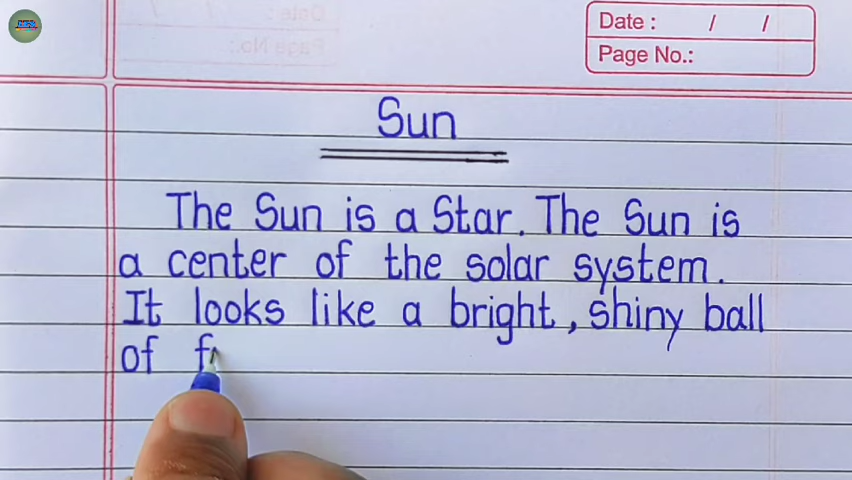 Date : / /
Page No.:
Sun
The Sun is a Star. The Sun is
a center of the solar system.
It looks like a bright, shiny ball
of f